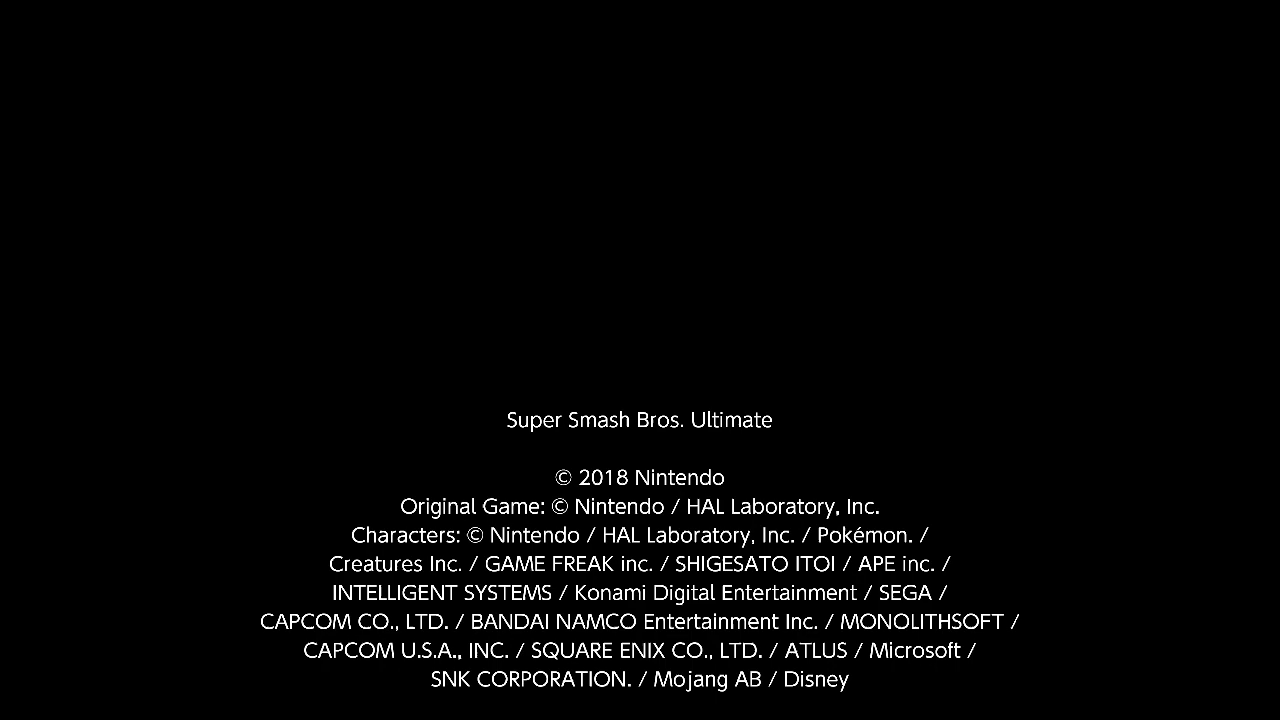 Super Smash Bros. Ultimate
© 2018 Nintendo
Original Game: © Nintendo / HAL Laboratory, Inc.
Characters: © Nintendo / HAL Laboratory, Inc. / Pokémon. /
Creatures Inc. / GAME FREAK inc. / SHIGESATO ITOI / APE inc. /
INTELLIGENT SYSTEMS / Konami Digital Entertainment / SEGA /
CAPCOM CO., LTD. / BANDAI NAMCO Entertainment Inc. / MONOLITHSOFT /
CAPCOM U.S.A., INC. / SQUARE ENIX CO., LTD. / ATLUS / Microsoft /
SNK CORPORATION. / Mojang AB / Disney